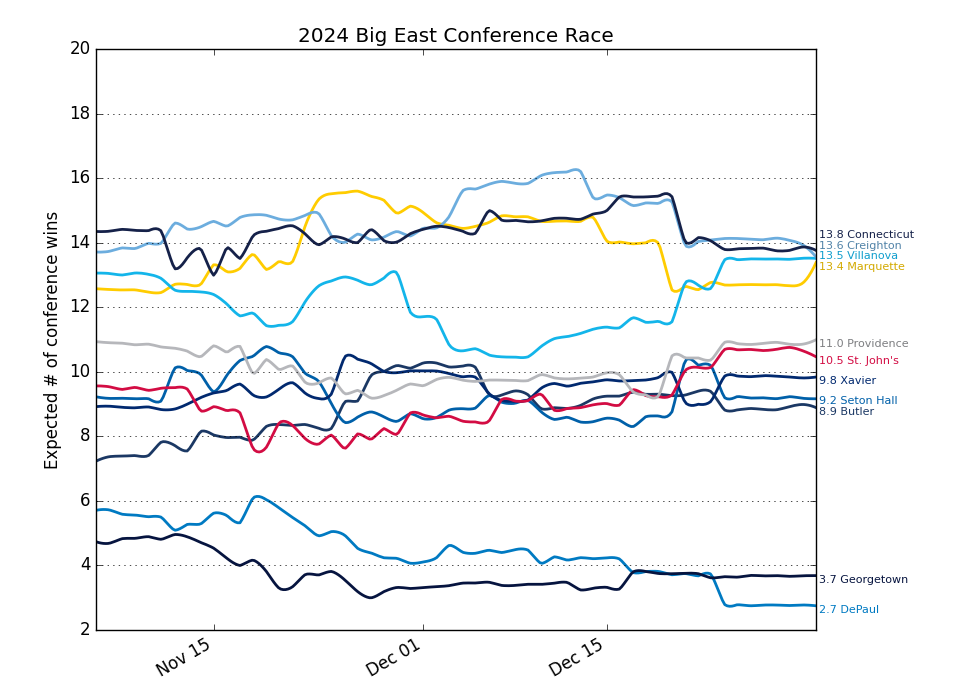 2024 Big East Conference Race
Expected # of conference wins
20
18
16
14
12
10
8
6
4
2
Nov 15
Dec 01
Dec 15
13.8 Connecticut
13.6 Creighton
13.5 Villanova
13.4 Marquette
11.0 Providence
10.5 St. John's
9.8 Xavier
9.2 Seton Hall
8.9 Butler
3.7 Georgetown
2.7 DePaul